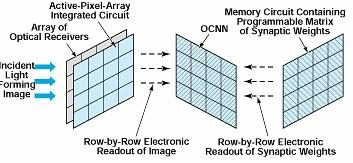 Active-Pixel-Array
Integrated Circuit
Array of
Optical Receivers
Incident
Light
Forming
Image
OCNN
Memory Circuit Containing
Programmable Matrix
of Synaptic Weights
Row-by-Row Electronic
Readout of Image
Row-by-Row Electronic
Readout of Synaptic Weights